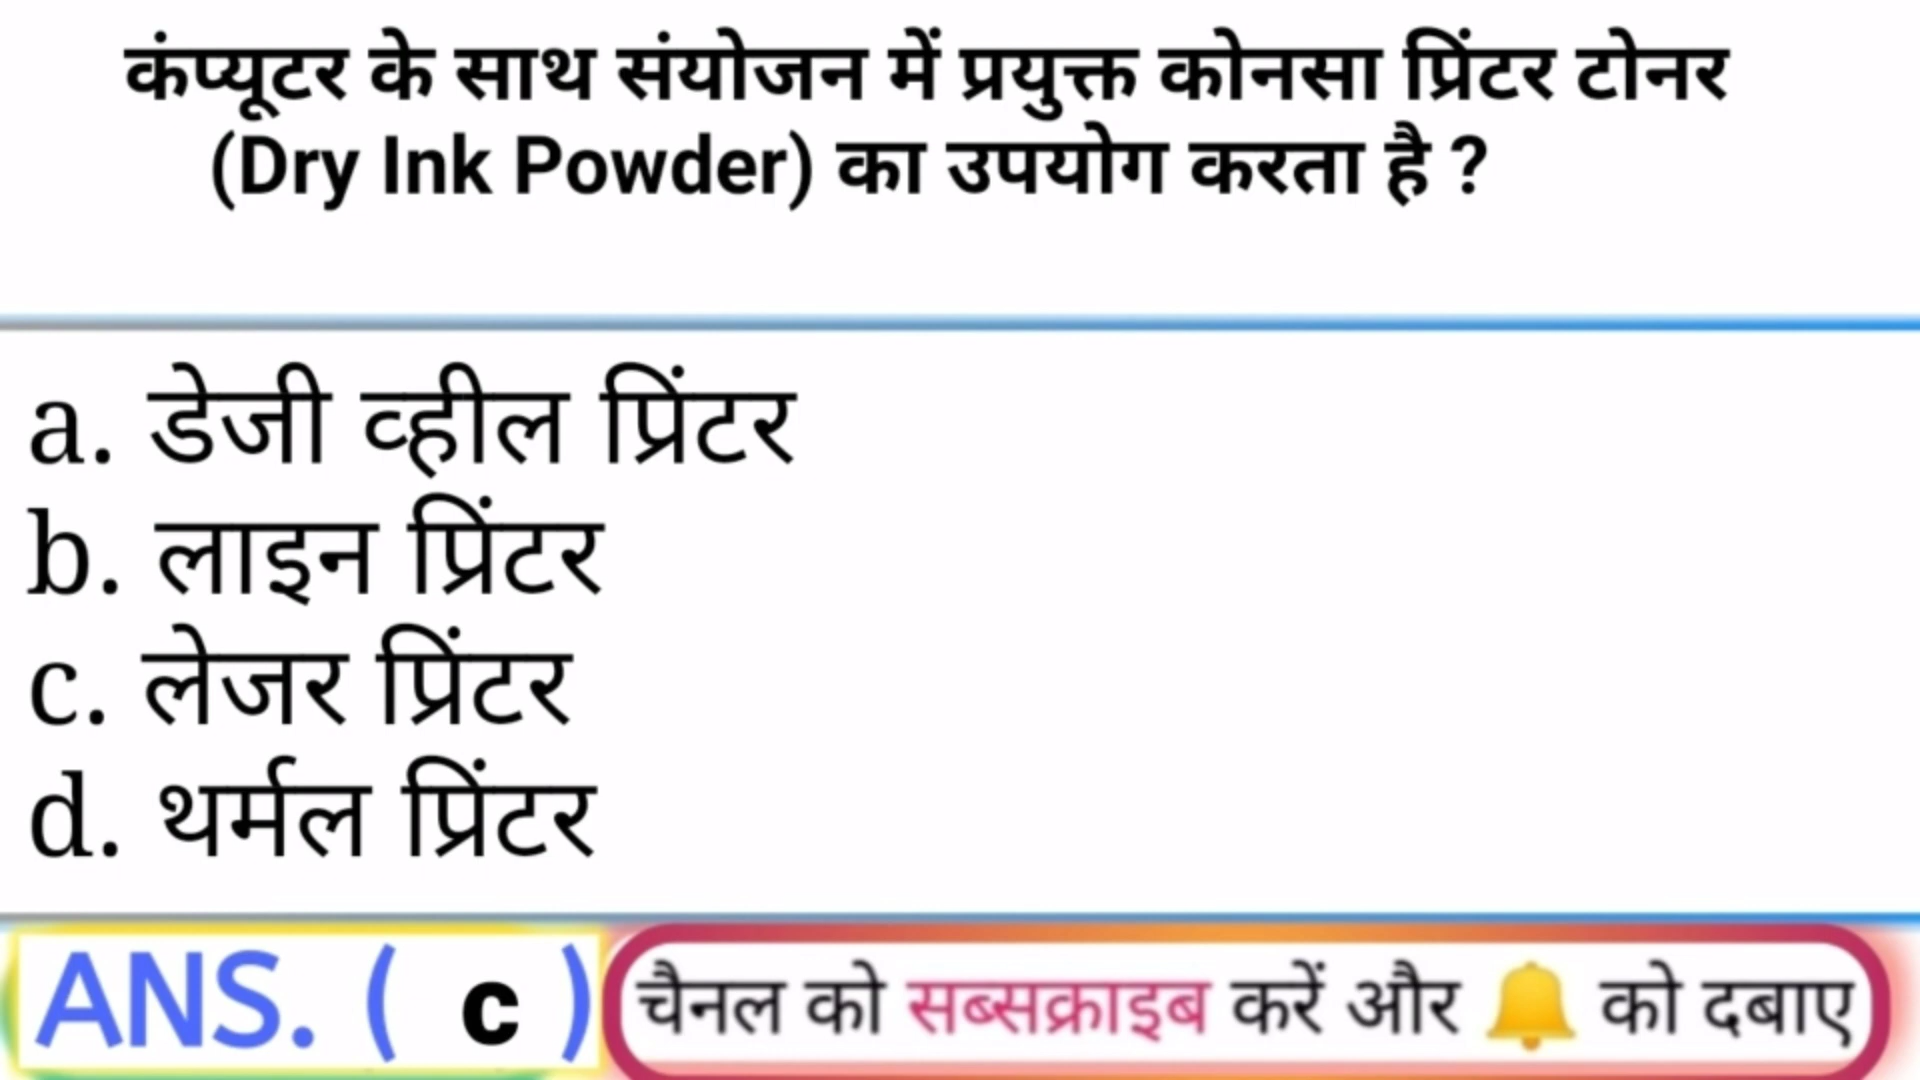 कंप्यूटर के साथ संयोजन में प्रयुक्त कोनसा प्रिंटर टोनर
(Dry Ink Powder) का उपयोग करता है ?
a. डेजी व्हील प्रिंटर
b. लाइन प्रिंटर
c. लेजर प्रिंटर
d. थर्मल प्रिंटर
ANS. ( c ) चैनल को सब्सक्राइब करें और 🔔 को दबाए